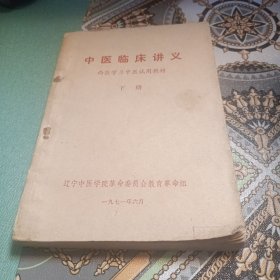 中医临床讲义
西医学习中医试用教材
下册
辽宁中医学院革命委员会教育革命组
一九七一年六月